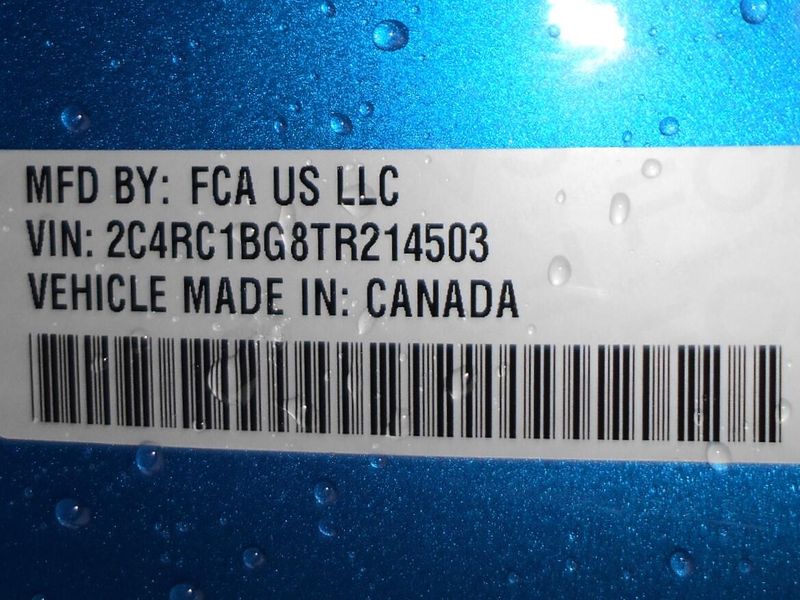 MFD BY: FCA US LLC
VIN: 2C4RC1BG8TR214503
VEHICLE MADE IN: CANADA